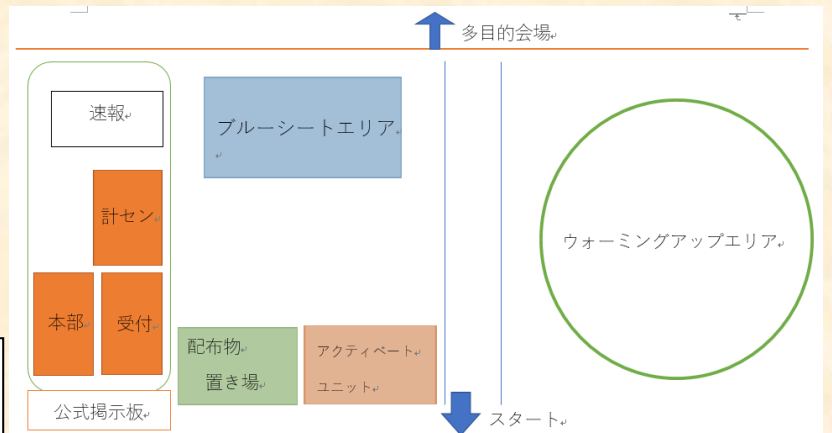 多目的会場
速報
ブルーシートエリア
計セン
ウォーミングアップエリア
本部
受付
配布物
置き場
アクティベート
ユニット
公式掲示板
スタート